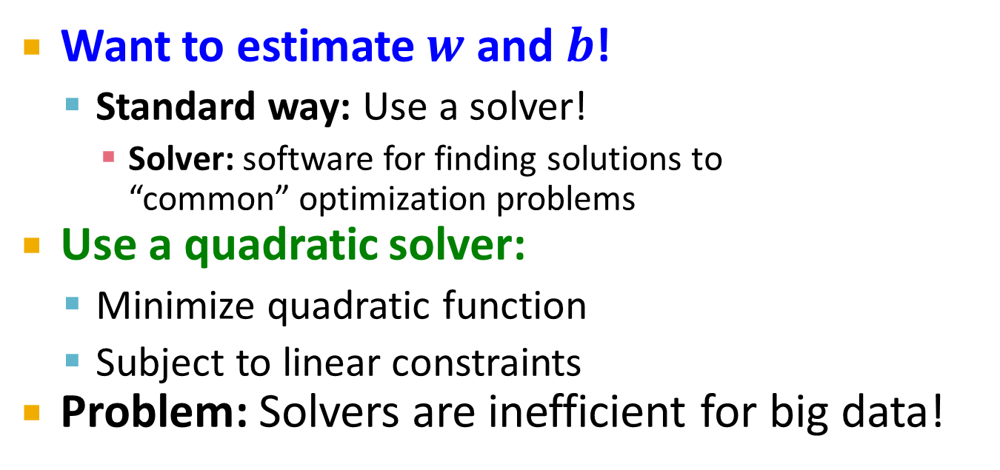 Want to estimate w and b!
Standard way: Use a solver!
Solver: software for finding solutions to
“common” optimization problems
Use a quadratic solver:
Minimize quadratic function
Subject to linear constraints
Problem: Solvers are inefficient for big data!